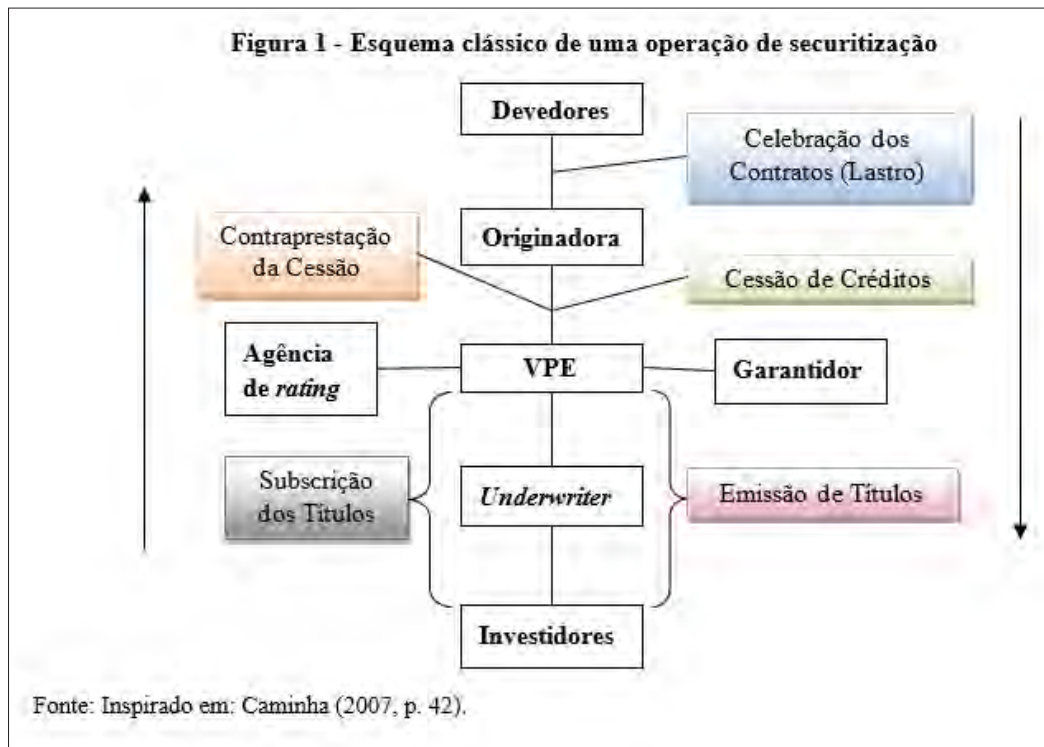 Figura 1 - Esquema clássico de uma operação de securitização
Devedores
Celebração dos
Contratos (Lastro)
Contraprestação
da Cessão
Originadora
Cessão de Créditos
Agência
de rating
VPE
Garantidor
Subscrição
dos Títulos
Underwriter
Emissão de Títulos
Investidores
Fonte: Inspirado em: Caminha (2007, p. 42).